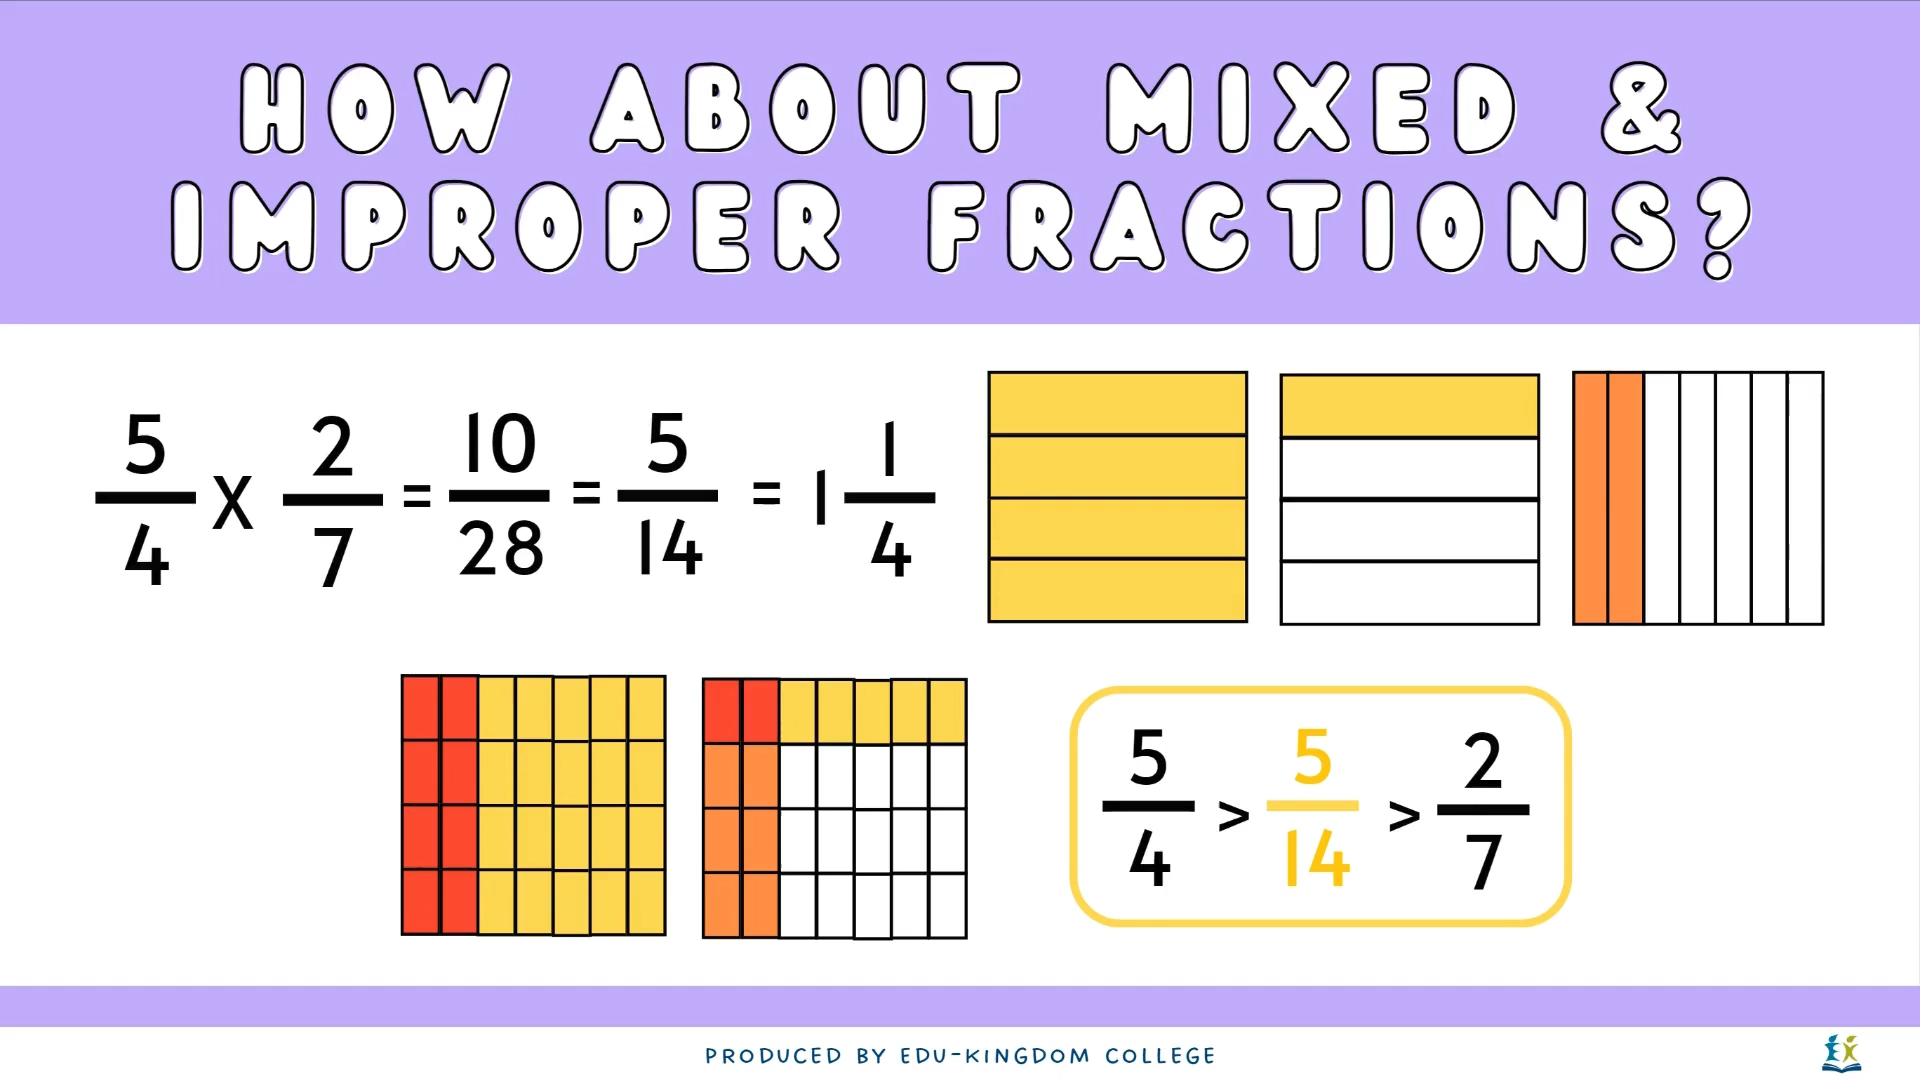 HOW ABOUT MIXED &
IMPROPER FRACTIONS?
5/4 x 2/7 = 10/28 = 5/14 = 1 1/4
5/4 > 5/14 > 2/7
PRODUCED BY EDU-KINGDOM COLLEGE